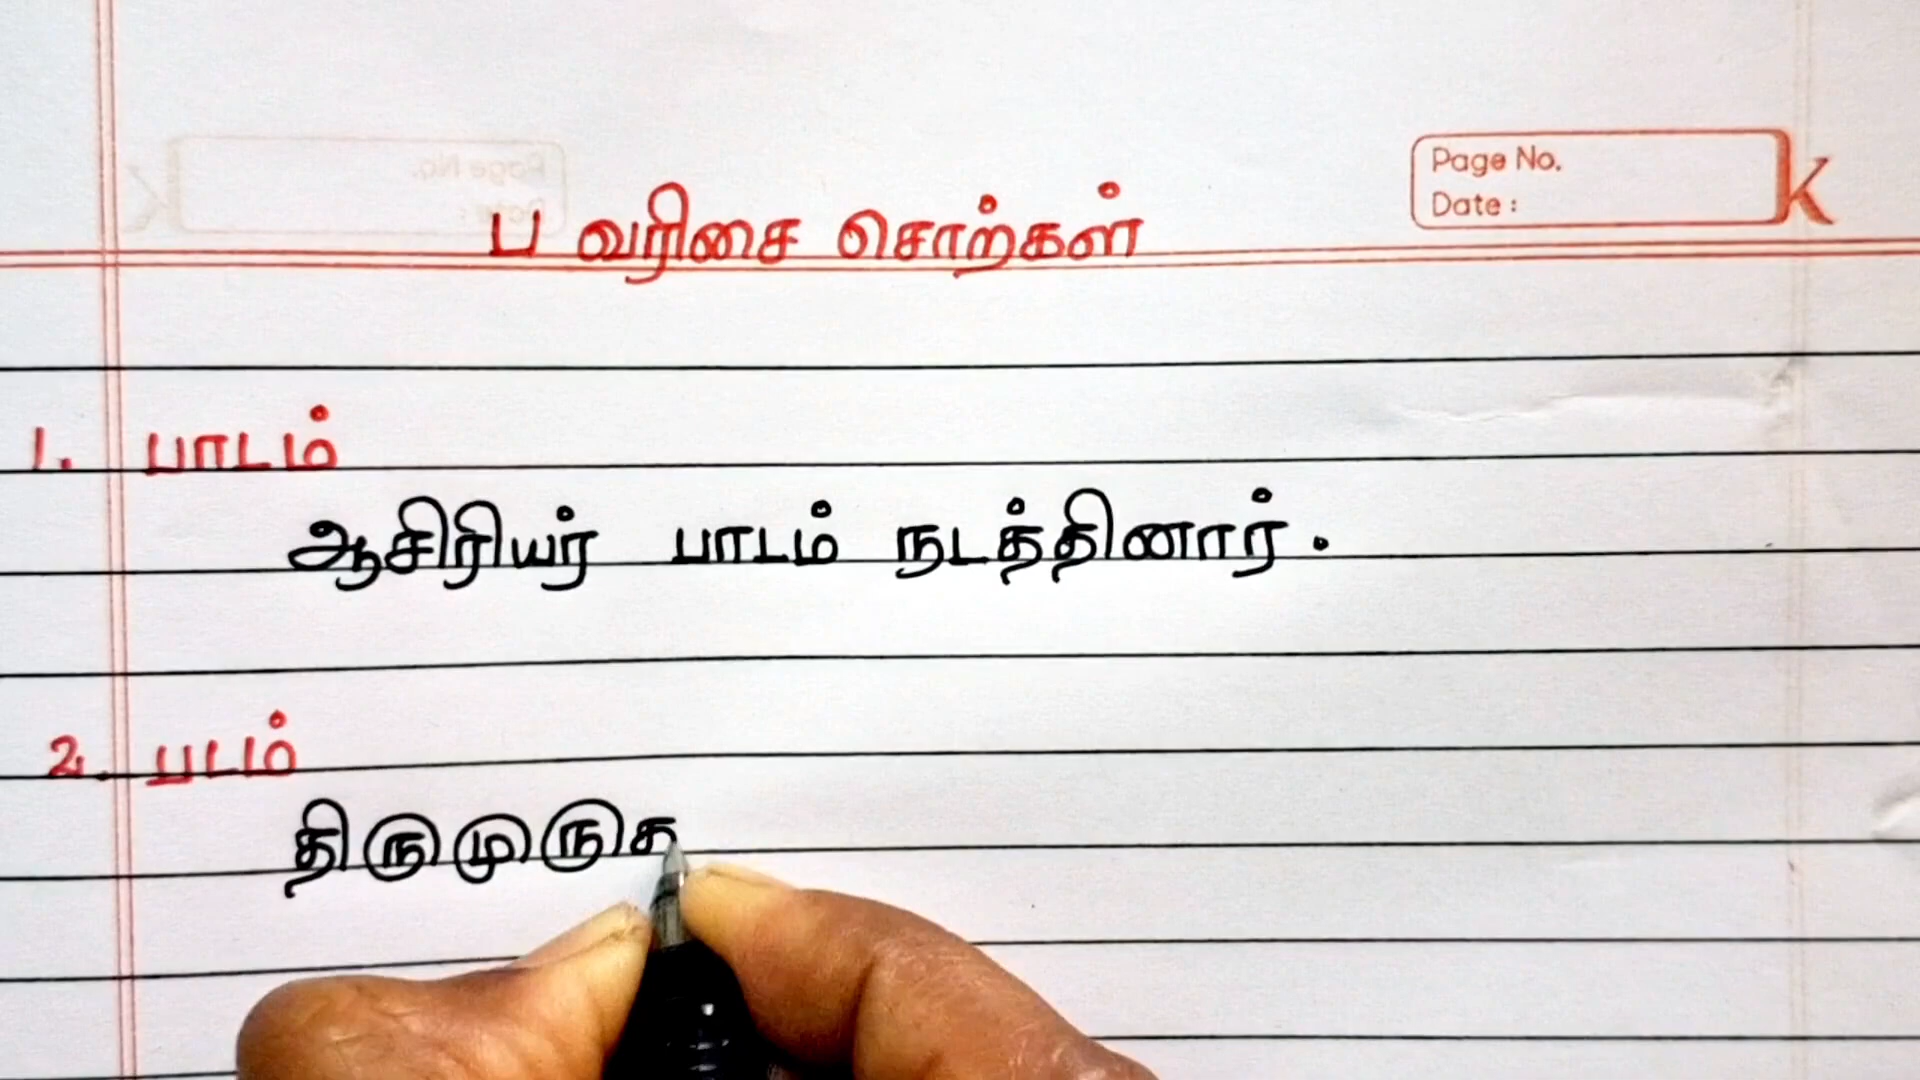 Page No.
Date :
ப வரிசை சொற்கள்
1. பாடம்
ஆசிரியர் பாடம் நடத்தினார்.
2. படம்
திருமுருக